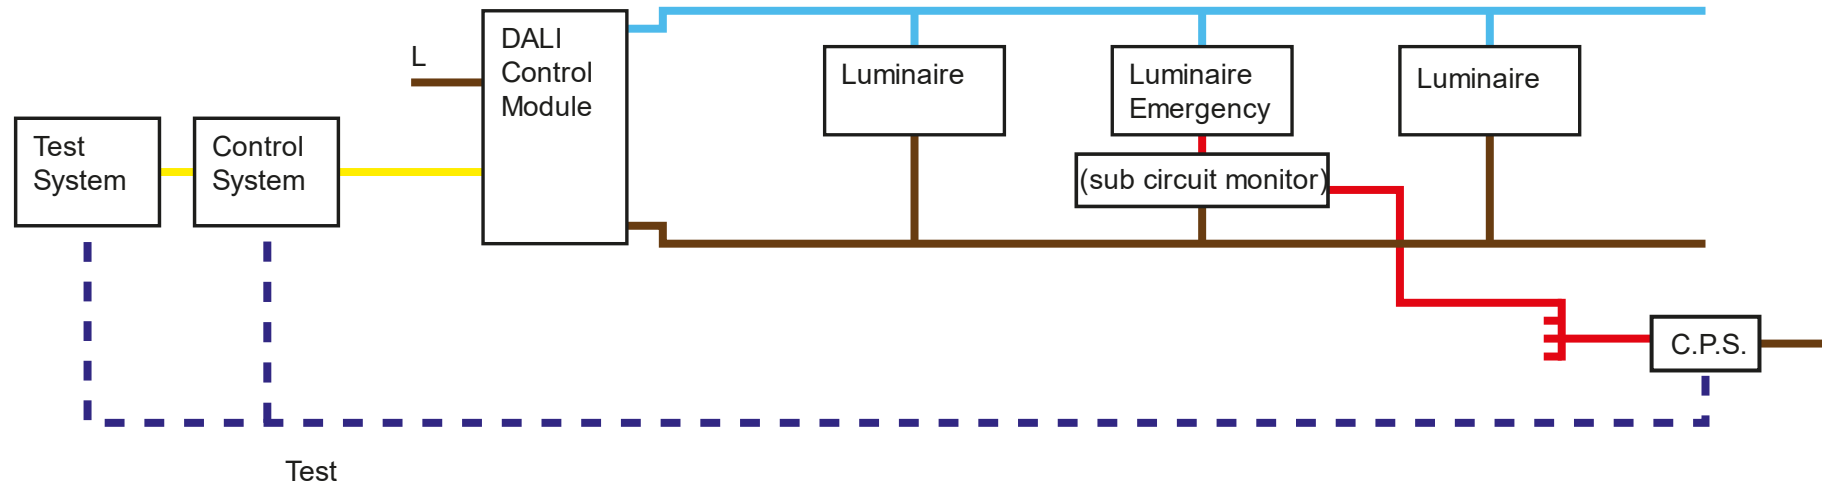 L
DALI
Control
Module
Luminaire
Luminaire
Emergency
Luminaire
Test
System
Control
System
(sub circuit monitor)
C.P.S.
Test